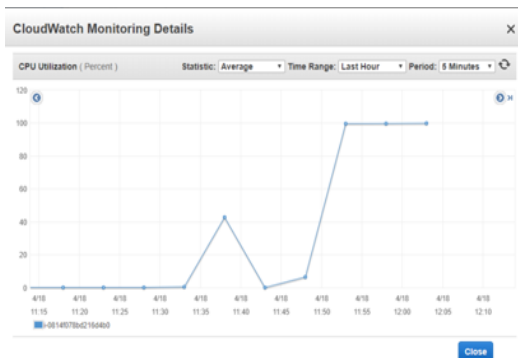 CloudWatch Monitoring Details
×
CPU Utilization ( Percent ) Statistic: Average Time Range: Last Hour Period: 5 Minutes
120
100
80
60
40
20
0
4/18 4/18 4/18 4/18 4/18 4/18 4/18 4/18 4/18 4/18 4/18 4/18
11:15 11:20 11:25 11:30 11:35 11:40 11:45 11:50 11:55 12:00 12:05 12:10
Close